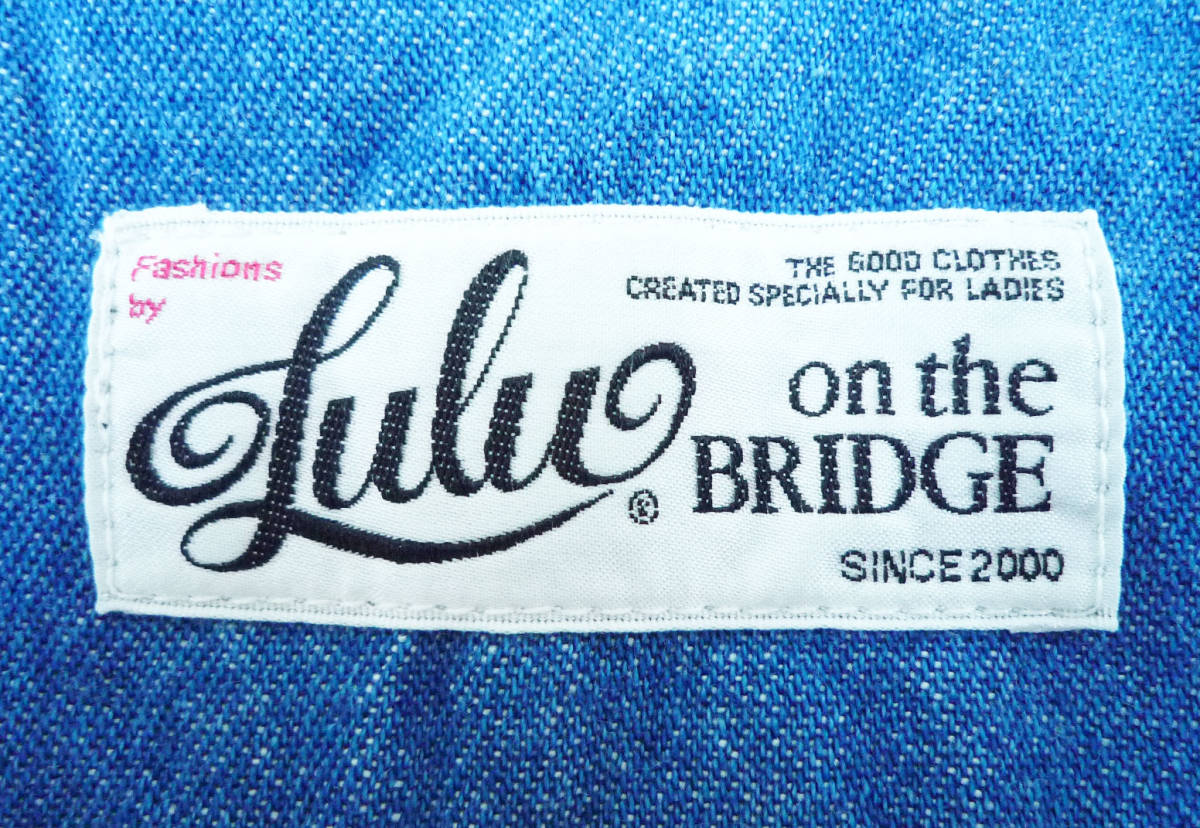 Fashions
by
Lulu
®
THE GOOD CLOTHES
CREATED SPECIALLY FOR LADIES
on the
BRIDGE
SINCE 2000